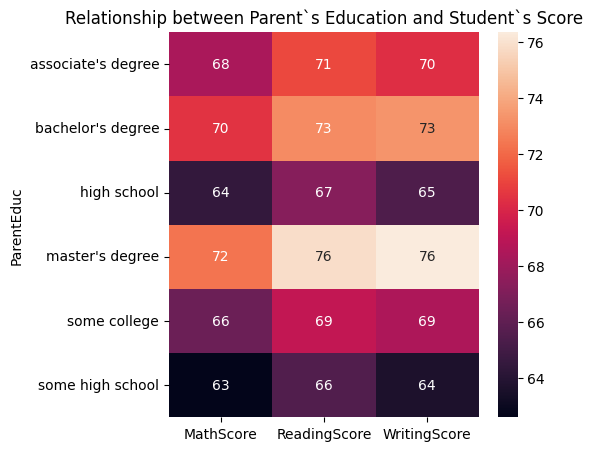 Relationship between Parent`s Education and Student`s Score
ParentEduc
associate's degree 68 71 70
bachelor's degree 70 73 73
high school 64 67 65
master's degree 72 76 76
some college 66 69 69
some high school 63 66 64
MathScore ReadingScore WritingScore
76
74
72
70
68
66
64